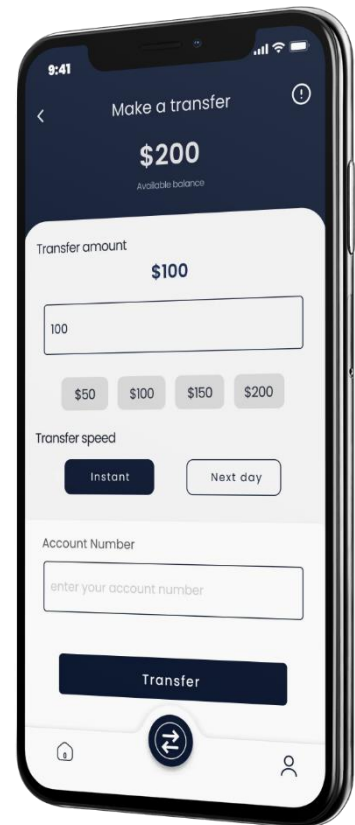 9:41
Make a transfer
$200
Available balance
Transfer amount
$100
100
$50 $100 $150 $200
Transfer speed
Instant Next day
Account Number
enter your account number
Transfer